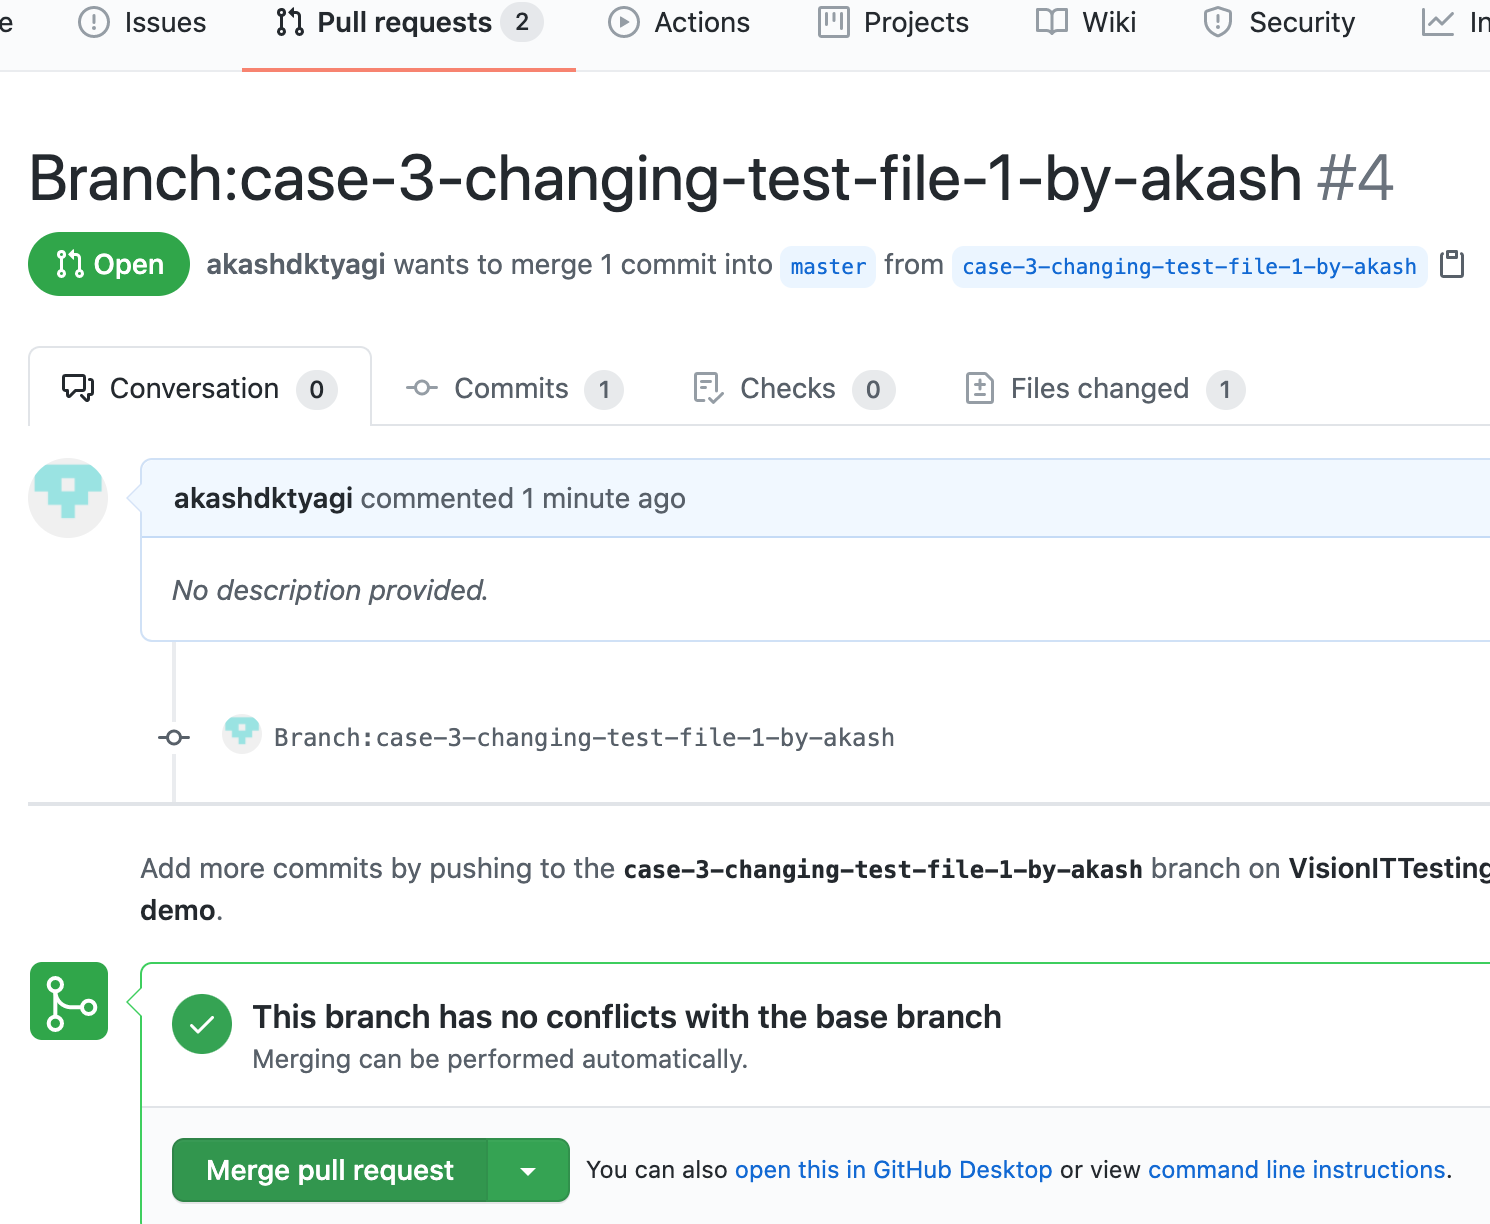 e Issues Pull requests 2 Actions Projects Wiki Security In
Branch:case-3-changing-test-file-1-by-akash #4
Open akashdktyagi wants to merge 1 commit into master from case-3-changing-test-file-1-by-akash
Conversation 0 Commits 1 Checks 0 Files changed 1
akashdktyagi commented 1 minute ago
No description provided.
Branch:case-3-changing-test-file-1-by-akash
Add more commits by pushing to the case-3-changing-test-file-1-by-akash branch on VisionITTesting
demo.
This branch has no conflicts with the base branch
Merging can be performed automatically.
Merge pull request You can also open this in GitHub Desktop or view command line instructions.